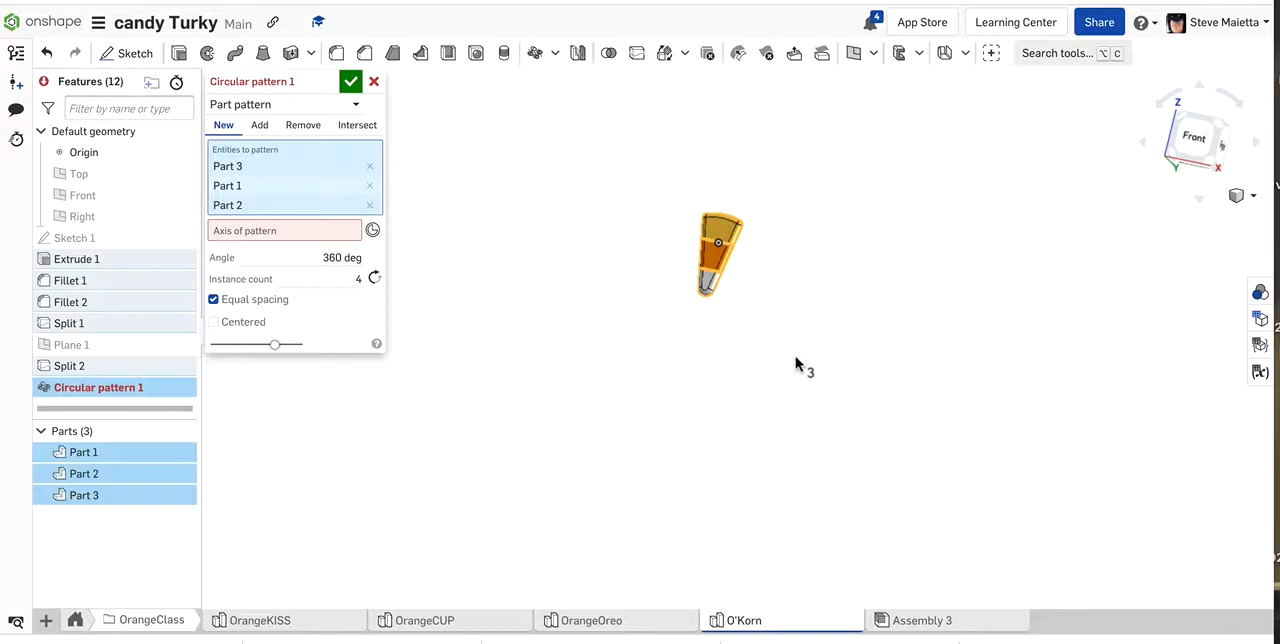 onshape candy Turky Main 4 App Store Learning Center Share Steve Maietta
Sketch Search tools... ⌥ C
Features (12)
Filter by name or type
Default geometry
Origin
Top
Front
Right
Sketch 1
Extrude 1
Fillet 1
Fillet 2
Split 1
Plane 1
Split 2
Circular pattern 1
Parts (3)
Part 1
Part 2
Part 3
Circular pattern 1
Part pattern
New Add Remove Intersect
Entities to pattern
Part 3
Part 1
Part 2
Axis of pattern
Angle 360 deg
Instance count 4
Equal spacing
Centered
3
Z
Front
X
Y
OrangeClass OrangeKISS OrangeCUP OrangeOreo O'Korn Assembly 3